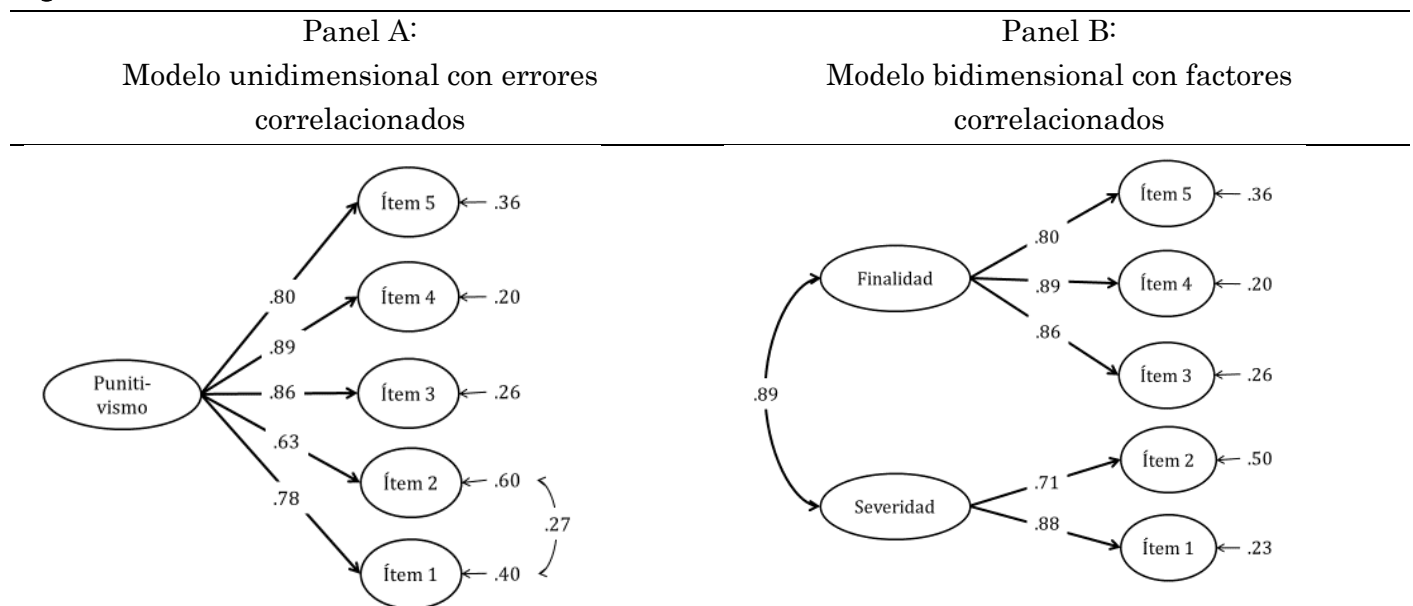 Panel A:
Modelo unidimensional con errores
correlacionados
Panel B:
Modelo bidimensional con factores
correlacionados
Ítem 5
.36
.80
Ítem 4
.20
.89
Puniti-
vismo
.86
Ítem 3
.26
.63
Ítem 2
.60
.78
.27
Ítem 1
.40
Ítem 5
.36
.80
Finalidad
.89
Ítem 4
.20
.86
Ítem 3
.26
.89
Ítem 2
.50
.71
Severidad
.88
Ítem 1
.23